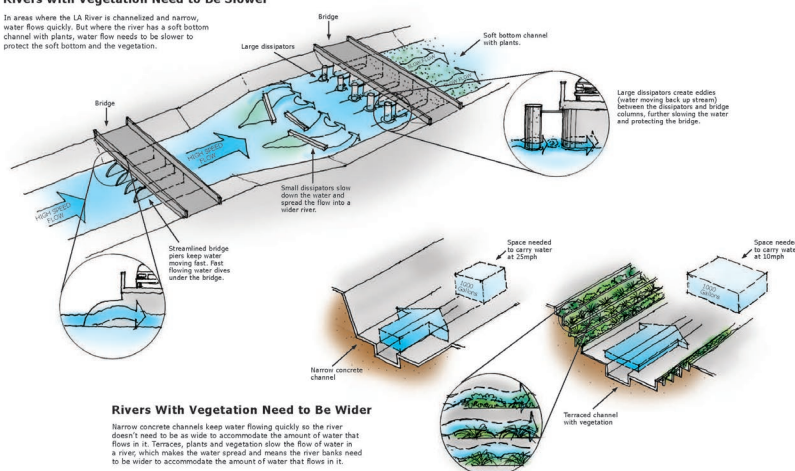 Rivers with Vegetation Need to Be Slower
In areas where the LA River is channelized and narrow,
water flows quickly. But where the river has a soft bottom
channel with plants, water flow needs to be slower to
protect the soft bottom and the vegetation.
Bridge
Large dissipators
Soft bottom channel
with plants.
Bridge
Large dissipators create eddies
(water moving back up stream)
between the dissipators and bridge
columns, further slowing the water
and protecting the bridge.
HIGH SPEED
FLOW
HIGH SPEED
FLOW
Small dissipators slow
down the water and
spread the flow into a
wider river.
Streamlined bridge
piers keep water
moving fast. Fast
flowing water dives
under the bridge.
Space needed
to carry water
at 25mph
1000
Gallons
Space needed
to carry water
at 10mph
1000
Gallons
Narrow concrete
channel
Terraced channel
with vegetation
Rivers With Vegetation Need to Be Wider
Narrow concrete channels keep water flowing quickly so the river
doesn't need to be as wide to accommodate the amount of water that
flows in it. Terraces, plants and vegetation slow the flow of water in
a river, which makes the water spread and means the river banks need
to be wider to accommodate the amount of water that flows in it.